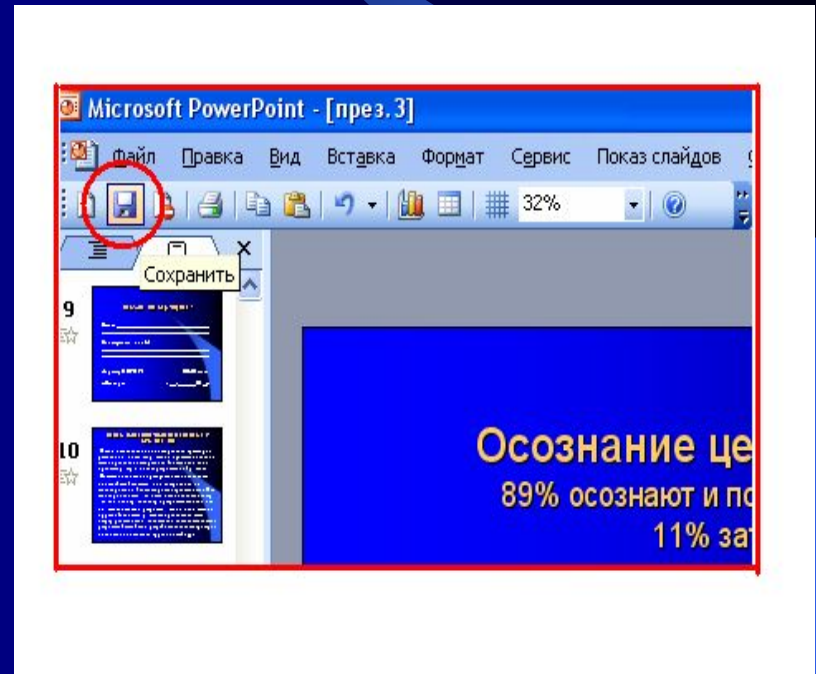 Microsoft PowerPoint - [през.3]
Файл Правка Вид Вставка Формат Сервис Показ слайдов
32%
Сохранить
9
10
Осознание це
89% осознают и по
11% зат